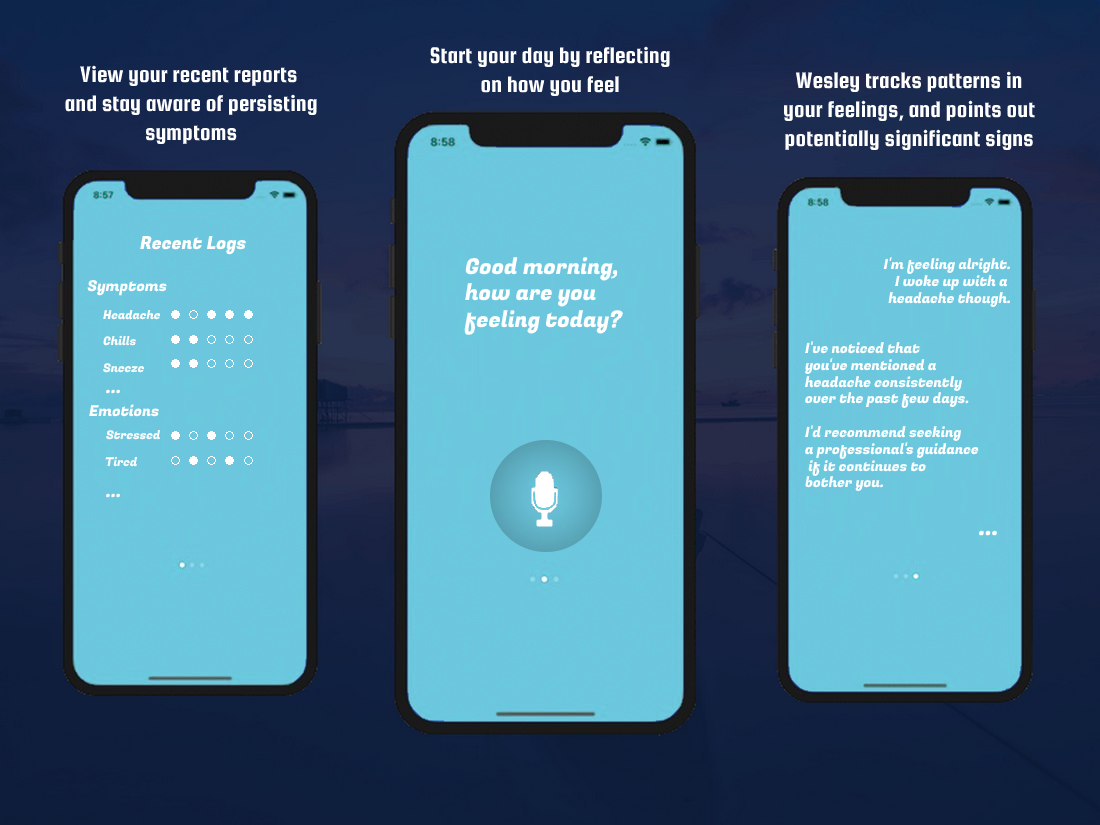 View your recent reports
and stay aware of persisting
symptoms
8:57
Recent Logs
Symptoms
Headache
Chills
Sneeze
...
Emotions
Stressed
Tired
...
Start your day by reflecting
on how you feel
8:58
Good morning,
how are you
feeling today?
Wesley tracks patterns in
your feelings, and points out
potentially significant signs
8:58
I'm feeling alright.
I woke up with a
headache though.
I've noticed that
you've mentioned a
headache consistently
over the past few days.
I'd recommend seeking
a professional's guidance
if it continues to
bother you.
...